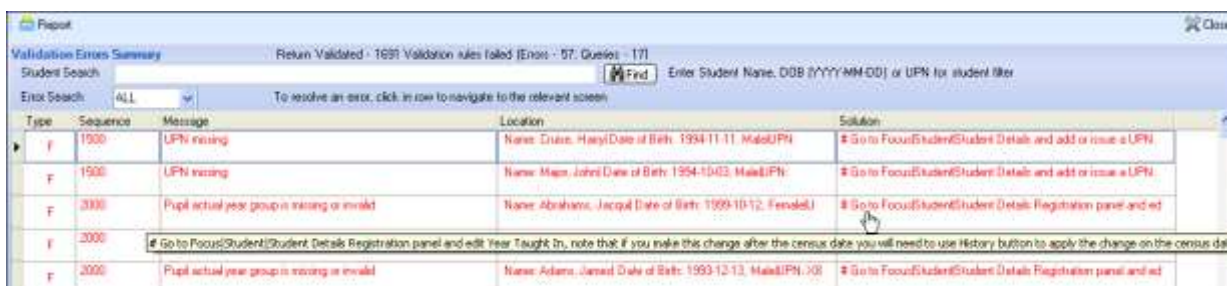 Report
Close
Validation Errors Summary Return Validated - 1691 Validation rules failed (Errors - 57, Queries - 17)
Student Search Find Enter Student Name, DOB (YYYY-MM-DD) or UPN for student filter
Error Search ALL To resolve an error, click in row to navigate to the relevant screen
Type Sequence Message Location Solution
F 1500 UPN missing Name: Cruise, Harry| Date of Birth: 1994-11-11, Male|UPN: # Go to Focus|Student|Student Details and add or issue a UPN.
F 1500 UPN missing Name: Major, John| Date of Birth: 1994-10-03, Male|UPN: # Go to Focus|Student|Student Details and add or issue a UPN.
F 2000 Pupil actual year group is missing or invalid Name: Abrahams, Jacqui| Date of Birth: 1999-10-12, Female|U # Go to Focus|Student|Student Details Registration panel and ed
F 2000 # Go to Focus|Student|Student Details Registration panel and edit Year Taught In, note that if you make this change after the census date you will need to use History button to apply the change on the census da
F 2000 Pupil actual year group is missing or invalid Name: Adams, Date of Birth: 1993-12-13, Male|UPN: # Go to Focus|Student|Student Details Registration panel and ed